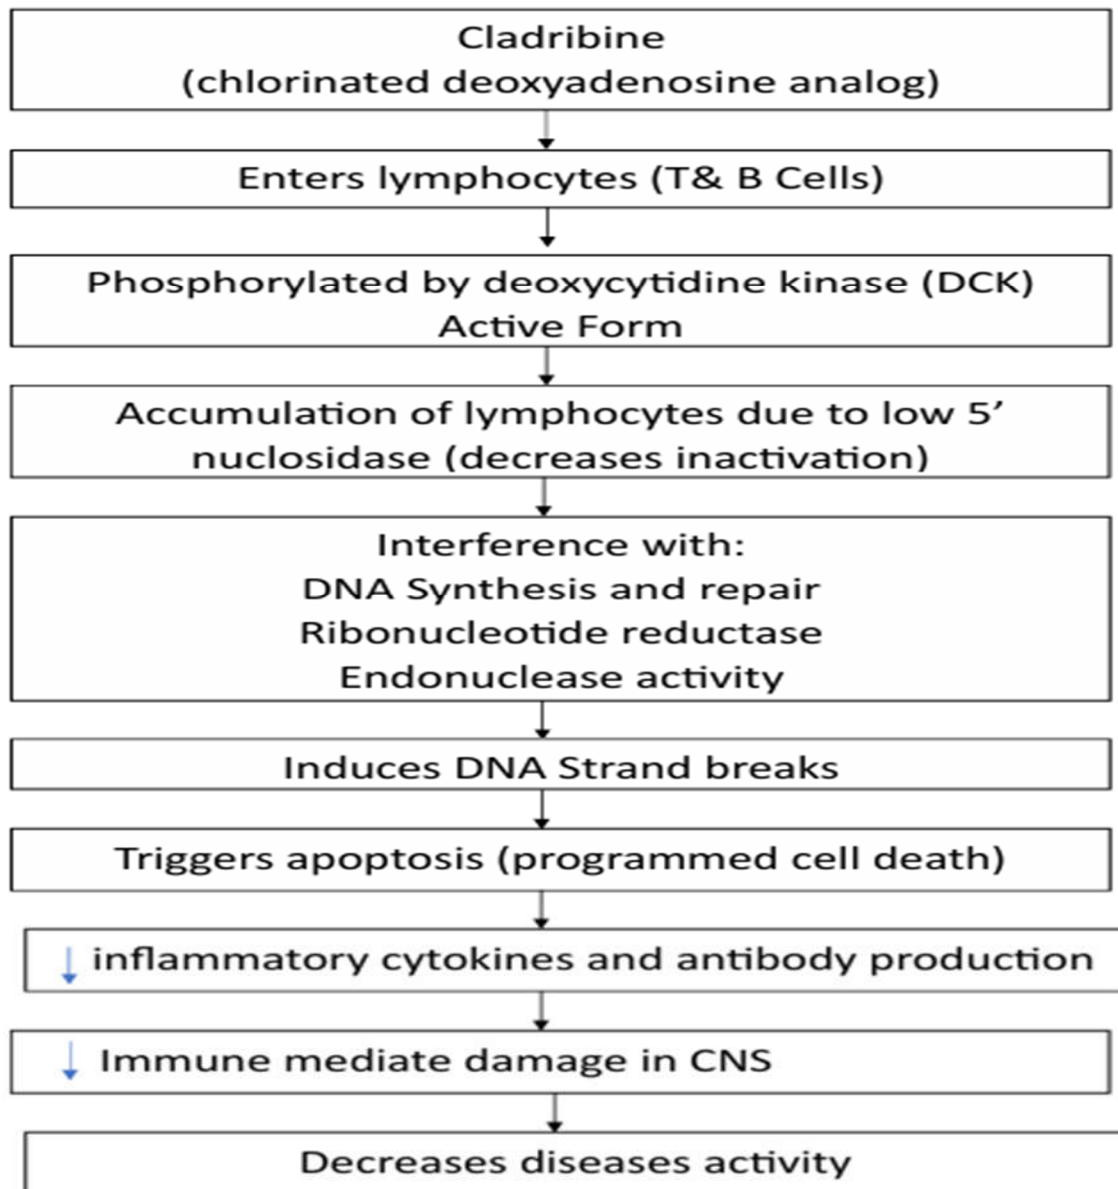 Cladribine
(chlorinated deoxyadenosine analog)
Enters lymphocytes (T& B Cells)
Phosphorylated by deoxycytidine kinase (DCK)
Active Form
Accumulation of lymphocytes due to low 5’
nuclosidase (decreases inactivation)
Interference with:
DNA Synthesis and repair
Ribonucleotide reductase
Endonuclease activity
Induces DNA Strand breaks
Triggers apoptosis (programmed cell death)
↓ inflammatory cytokines and antibody production
↓ Immune mediate damage in CNS
Decreases diseases activity